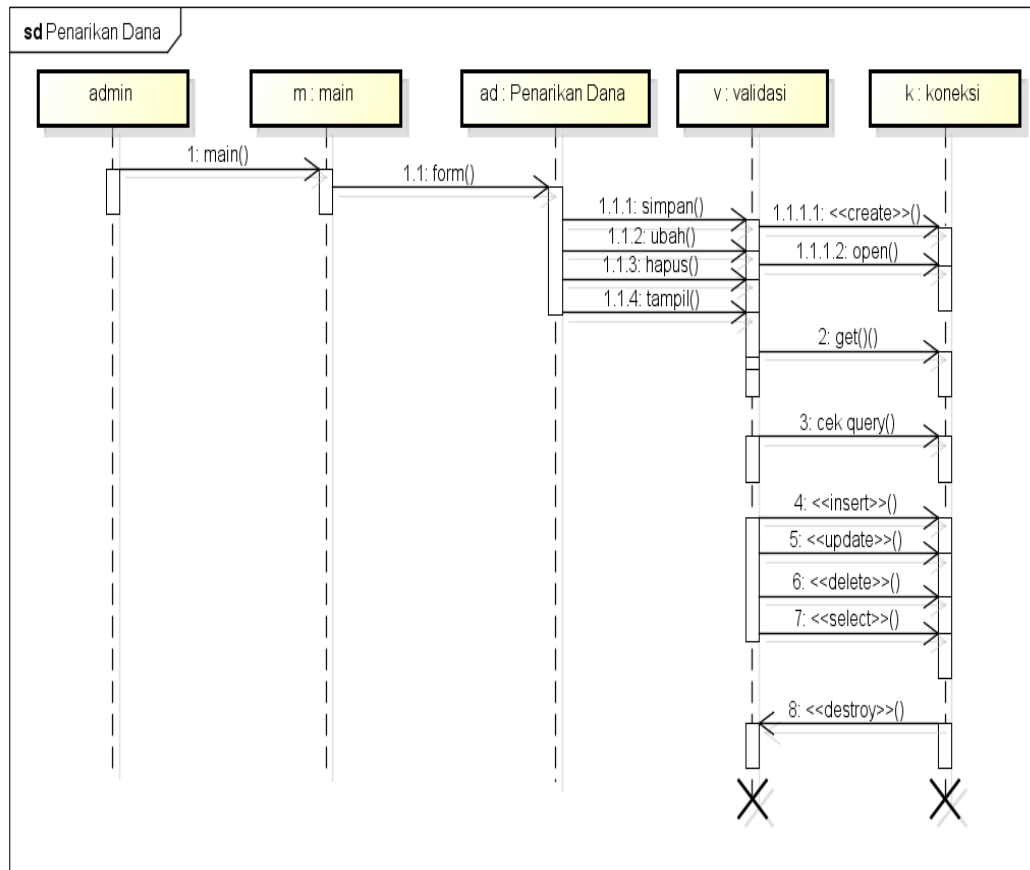 sd Penarikan Dana
admin
m : main
ad : Penarikan Dana
v : validasi
k : koneksi
1: main()
1.1: form()
1.1.1: simpan()
1.1.1.1: <<create>>()
1.1.2: ubah()
1.1.1.2: open()
1.1.3: hapus()
1.1.4: tampil()
2: get()()
3: cek query()
4: <<insert>>()
5: <<update>>()
6: <<delete>>()
7: <<select>>()
8: <<destroy>>()